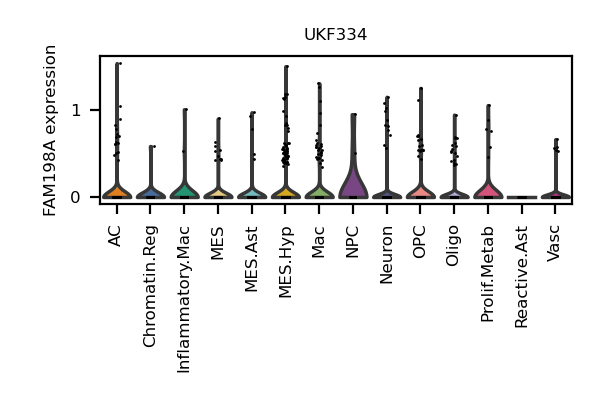 UKF334
FAM198A expression
1
0
AC
Chromatin.Reg
Inflammatory.Mac
MES
MES.Ast
MES.Hyp
Mac
NPC
Neuron
OPC
Oligo
Prolif.Metab
Reactive.Ast
Vasc